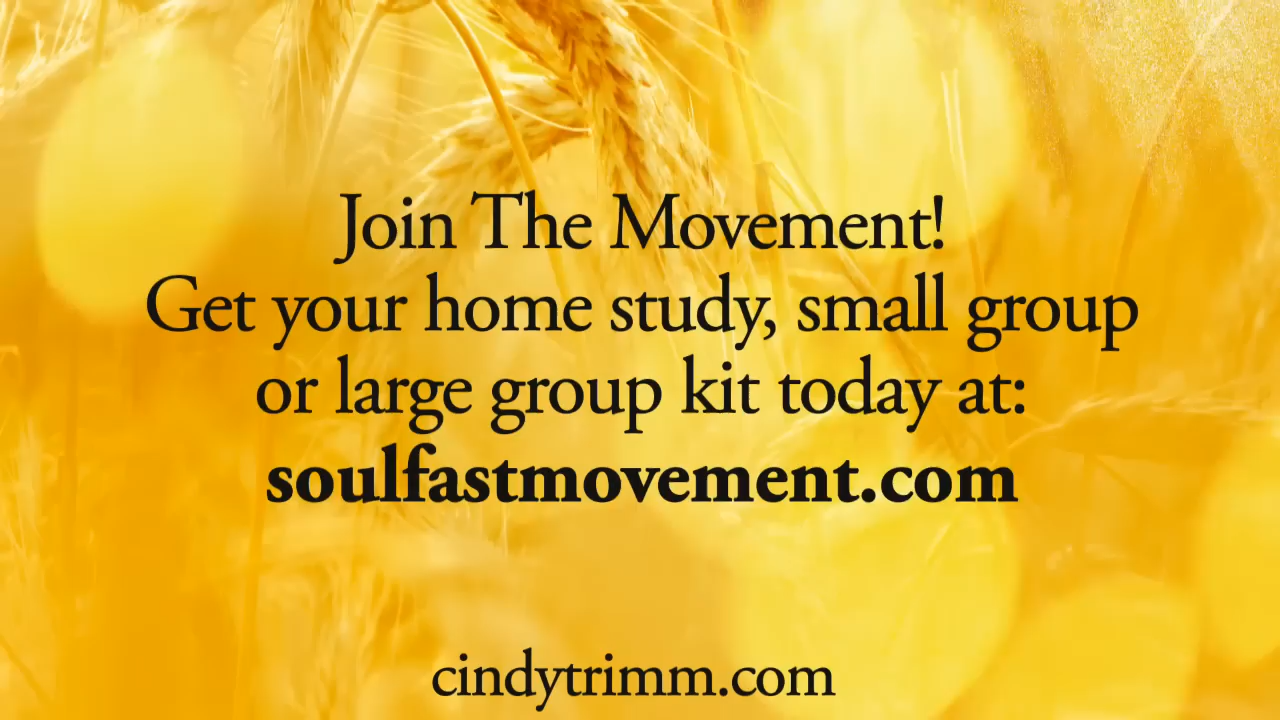 Join The Movement!
Get your home study, small group
or large group kit today at:
soulfastmovement.com
cindytrimm.com